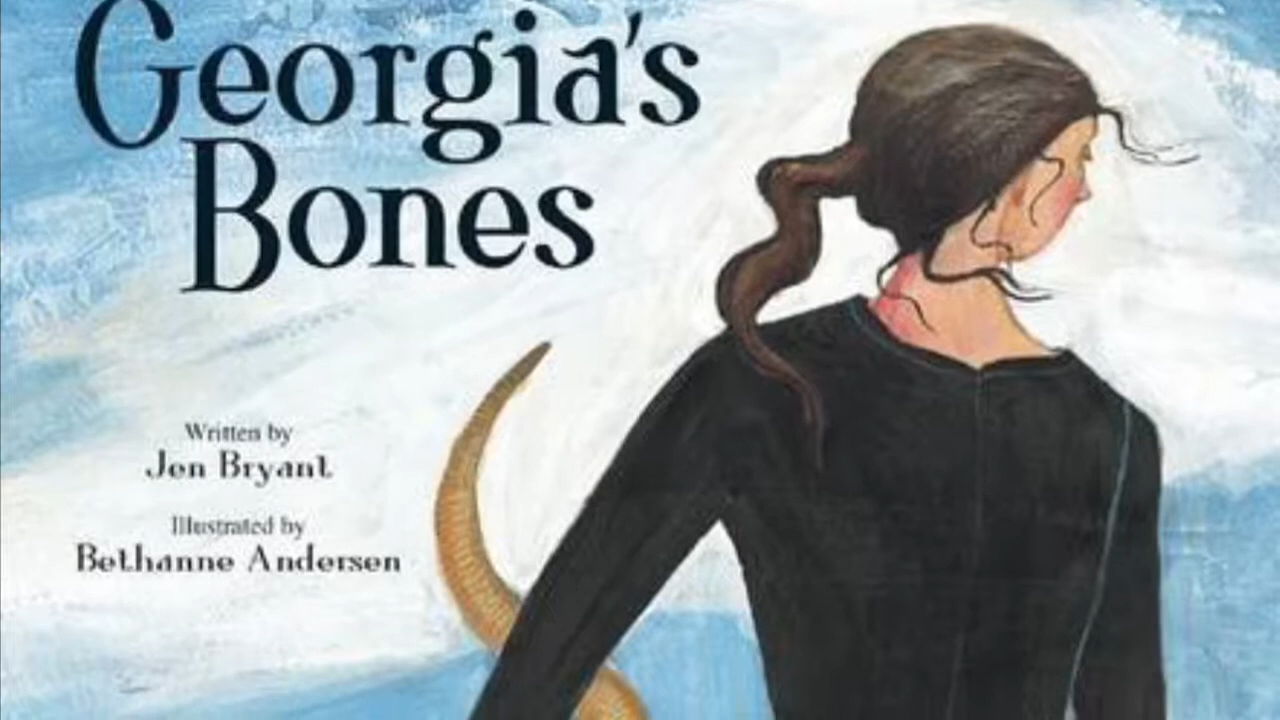 Georgia's
Bones
Written by
Jen Bryant
Illustrated by
Bethanne Andersen